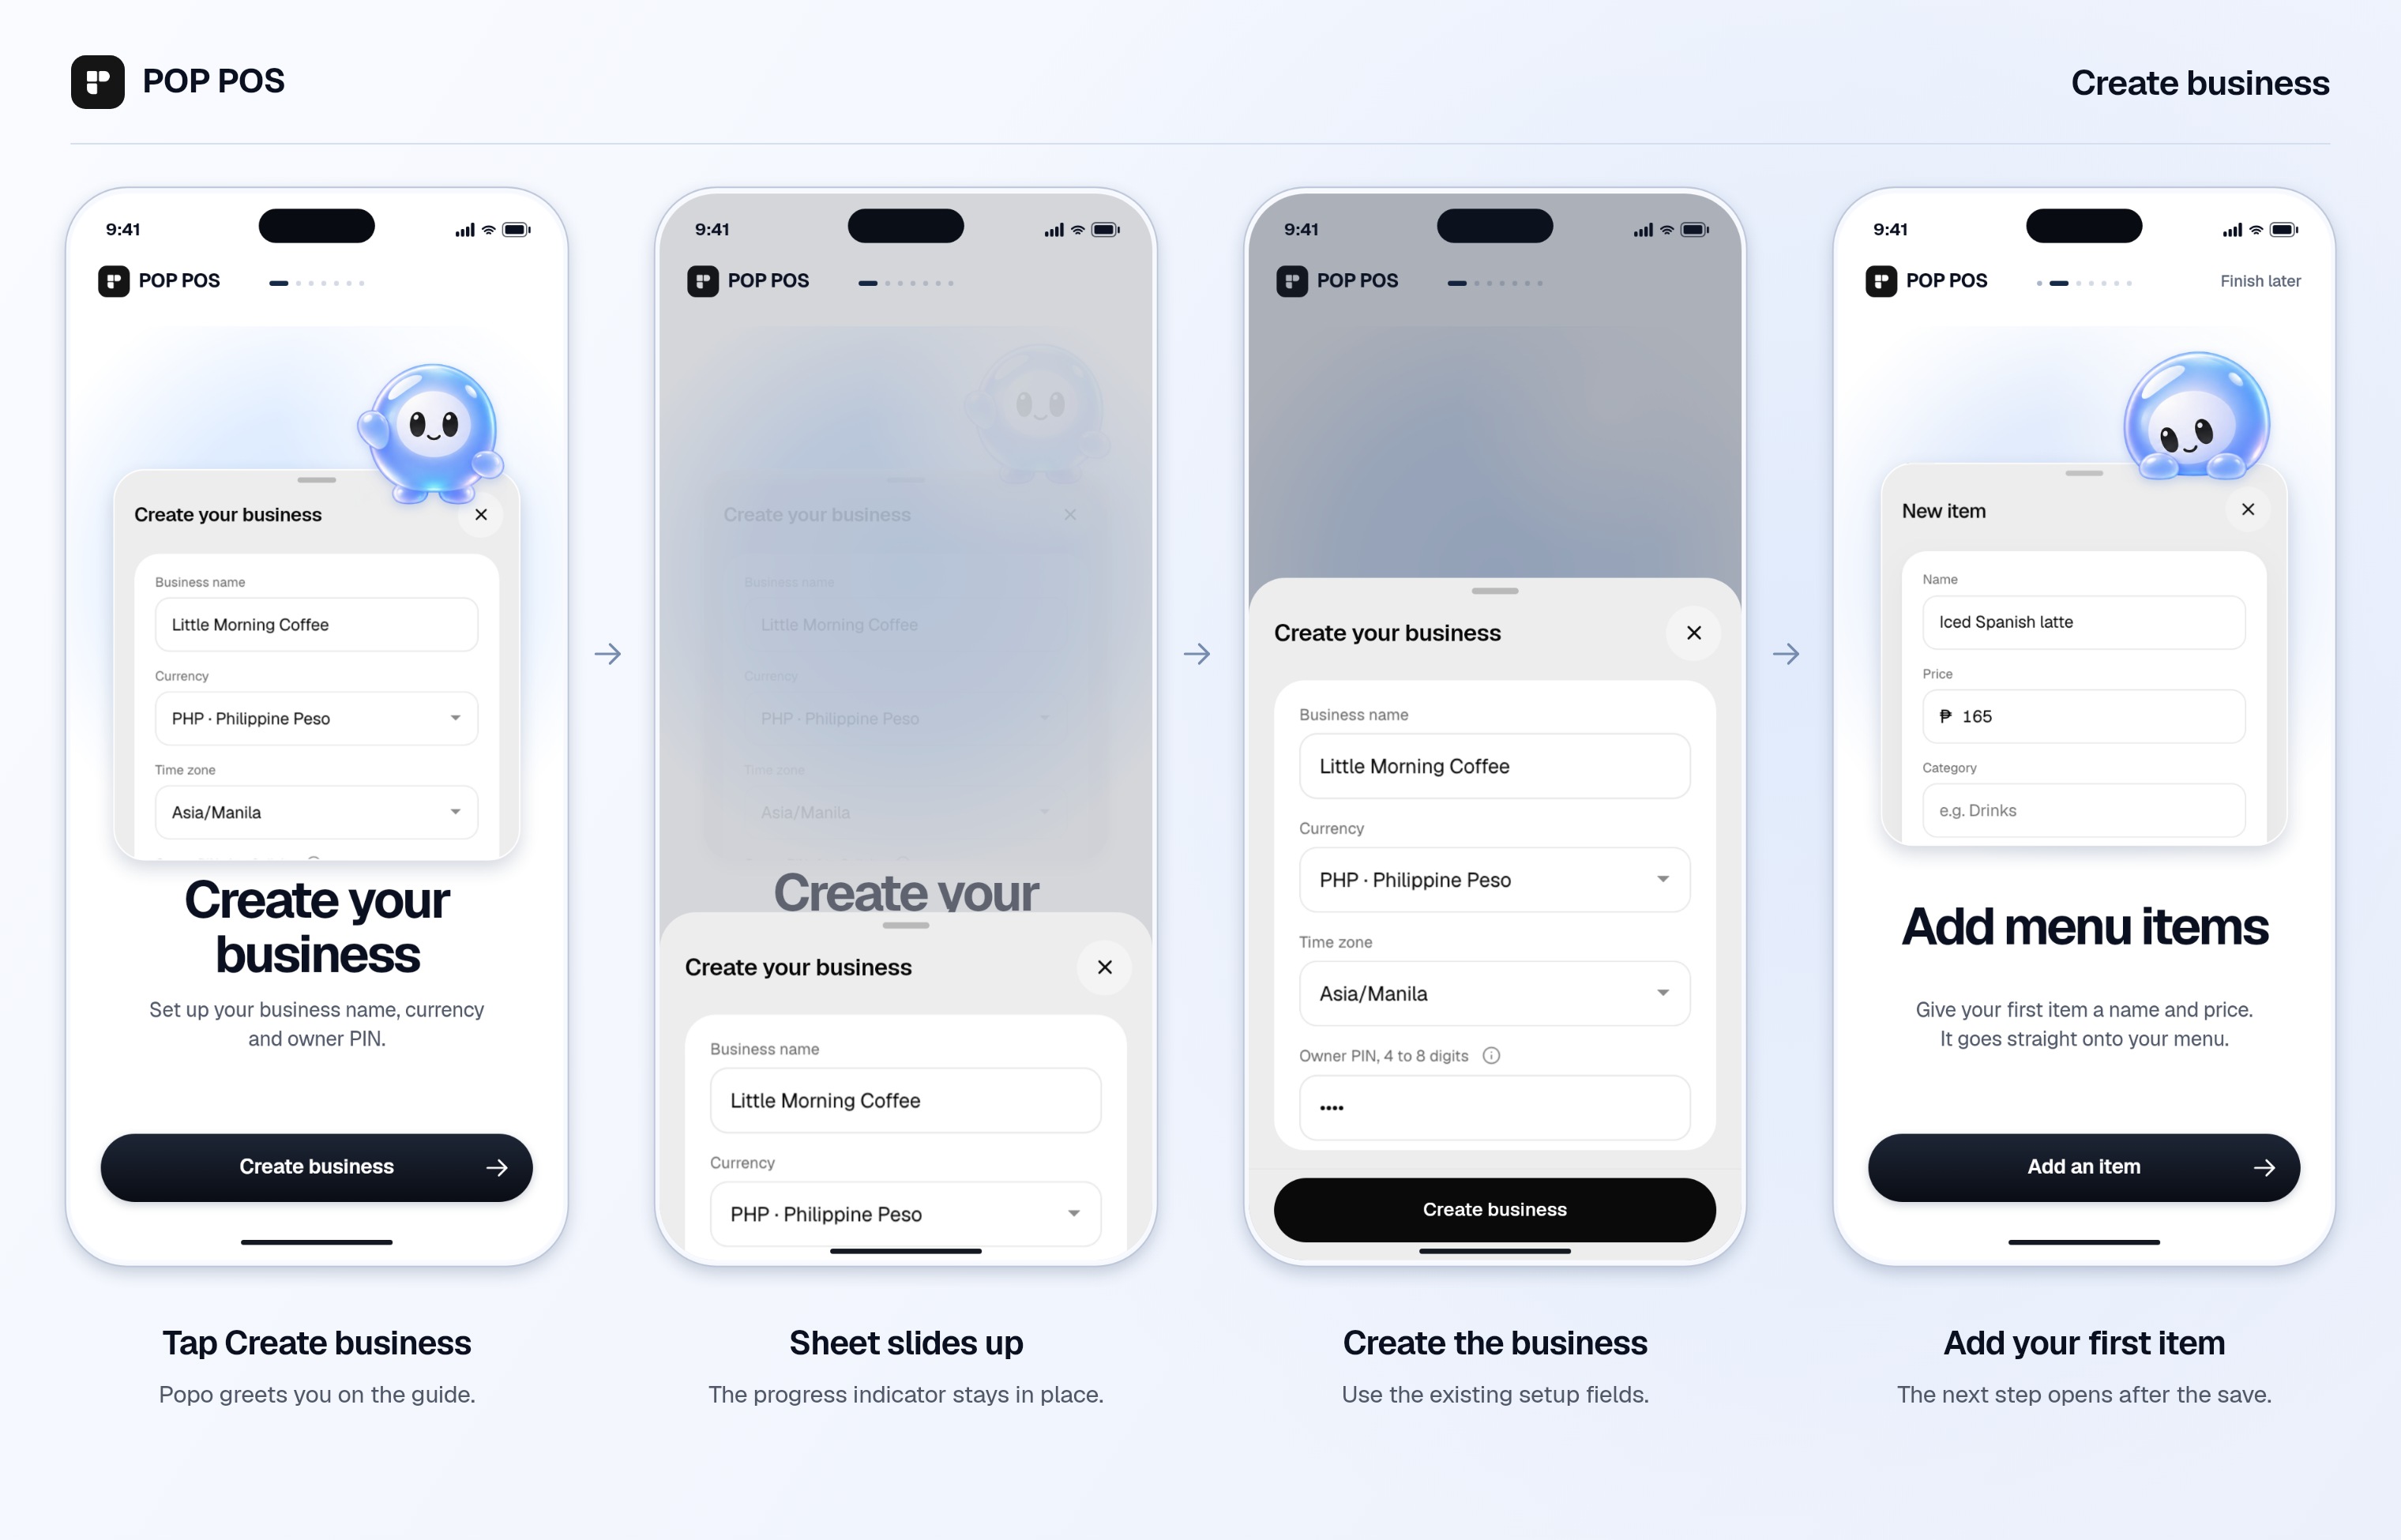 POP POS
Create business
9:41
POP POS
Create your business
Business name
Little Morning Coffee
Currency
PHP · Philippine Peso
Time zone
Asia/Manila
Create your
business
Set up your business name, currency
and owner PIN.
Create business
Tap Create business
Popo greets you on the guide.
9:41
POP POS
Create your business
Business name
Little Morning Coffee
Currency
PHP · Philippine Peso
Time zone
Asia/Manila
Create your
Create your business
Business name
Little Morning Coffee
Currency
PHP · Philippine Peso
Sheet slides up
The progress indicator stays in place.
9:41
POP POS
Create your business
Business name
Little Morning Coffee
Currency
PHP · Philippine Peso
Time zone
Asia/Manila
Owner PIN, 4 to 8 digits
••••
Create business
Create the business
Use the existing setup fields.
9:41
POP POS
Finish later
New item
Name
Iced Spanish latte
Price
₱ 165
Category
e.g. Drinks
Add menu items
Give your first item a name and price.
It goes straight onto your menu.
Add an item
Add your first item
The next step opens after the save.